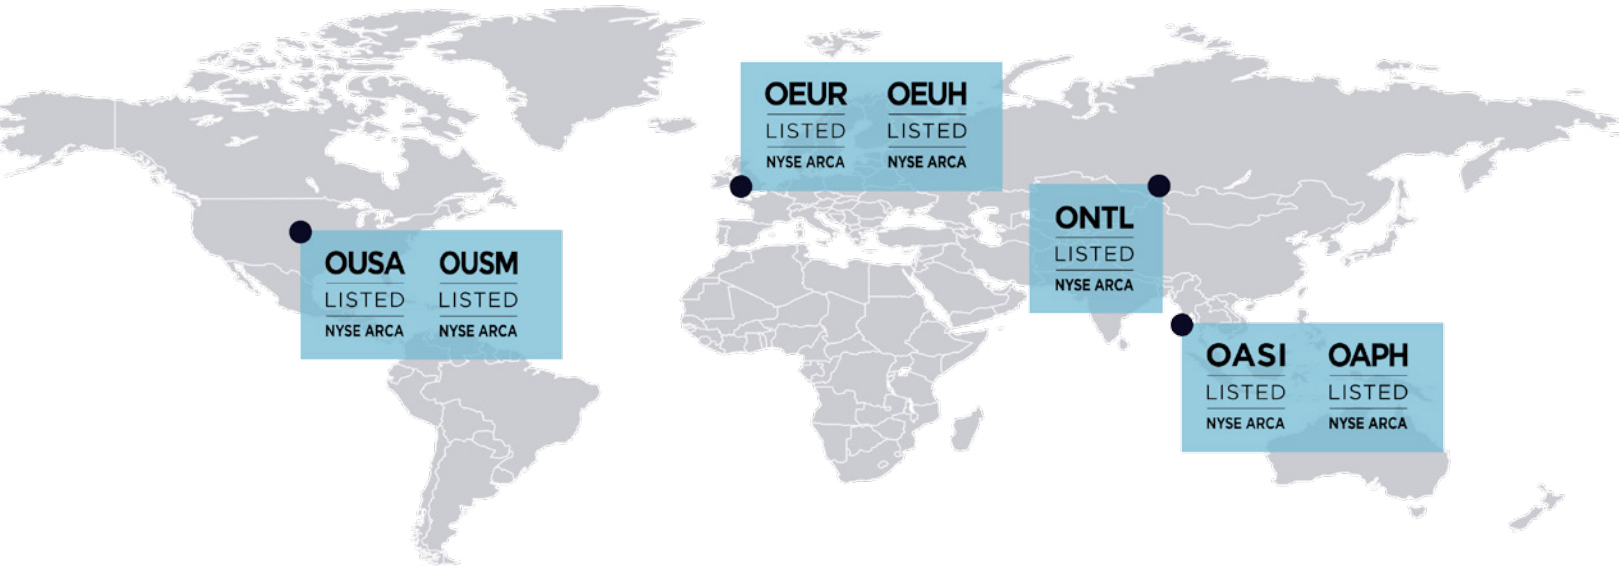 OEUR OEUH
LISTED LISTED
NYSE ARCA NYSE ARCA
ONTL
LISTED
NYSE ARCA
OUSA OUSM
LISTED LISTED
NYSE ARCA NYSE ARCA
OASI OAPH
LISTED LISTED
NYSE ARCA NYSE ARCA